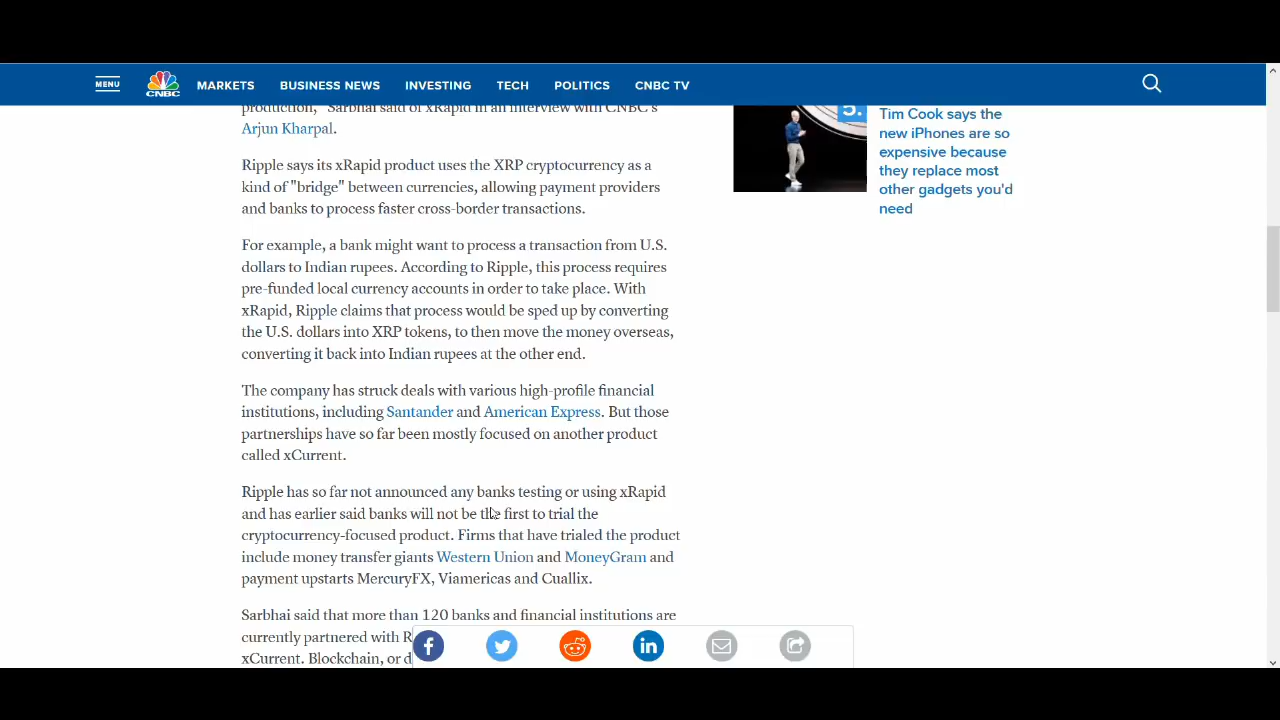 MENU
CNBC
MARKETS
BUSINESS NEWS
INVESTING
TECH
POLITICS
CNBC TV
production," Sarbhai said of xRapid in an interview with CNBC's
Arjun Kharpal.
Ripple says its xRapid product uses the XRP cryptocurrency as a
kind of "bridge" between currencies, allowing payment providers
and banks to process faster cross-border transactions.
For example, a bank might want to process a transaction from U.S.
dollars to Indian rupees. According to Ripple, this process requires
pre-funded local currency accounts in order to take place. With
xRapid, Ripple claims that process would be sped up by converting
the U.S. dollars into XRP tokens, to then move the money overseas,
converting it back into Indian rupees at the other end.
The company has struck deals with various high-profile financial
institutions, including Santander and American Express. But those
partnerships have so far been mostly focused on another product
called xCurrent.
Ripple has so far not announced any banks testing or using xRapid
and has earlier said banks will not be the first to trial the
cryptocurrency-focused product. Firms that have trialed the product
include money transfer giants Western Union and MoneyGram and
payment upstarts MercuryFX, Viamericas and Cuallix.
Sarbhai said that more than 120 banks and financial institutions are
currently partnered with R
xCurrent. Blockchain, or d
5.
Tim Cook says the
new iPhones are so
expensive because
they replace most
other gadgets you'd
need